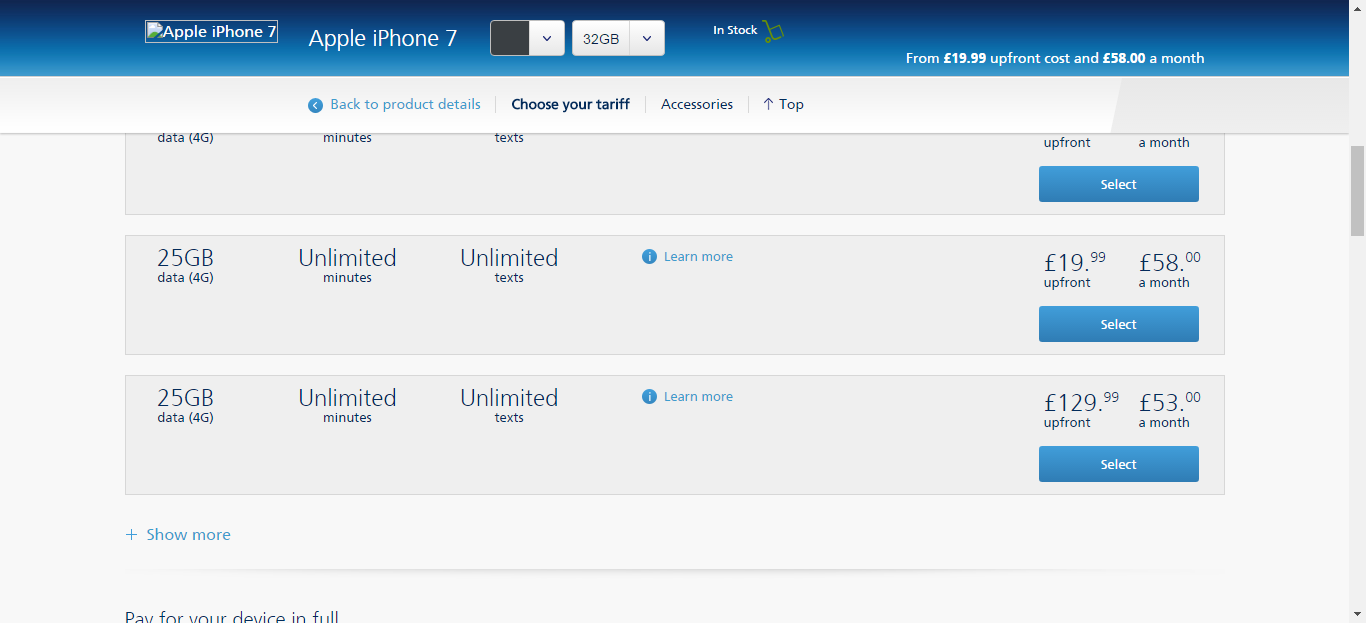 Apple iPhone 7
Apple iPhone 7
32GB
In Stock
From £19.99 upfront cost and £58.00 a month
Back to product details
Choose your tariff
Accessories
↑ Top
data (4G) minutes texts
upfront a month
Select
25GB Unlimited Unlimited
data (4G) minutes texts
i Learn more
£19.99 £58.00
upfront a month
Select
25GB Unlimited Unlimited
data (4G) minutes texts
i Learn more
£129.99 £53.00
upfront a month
Select
+ Show more
Pay for your device in full